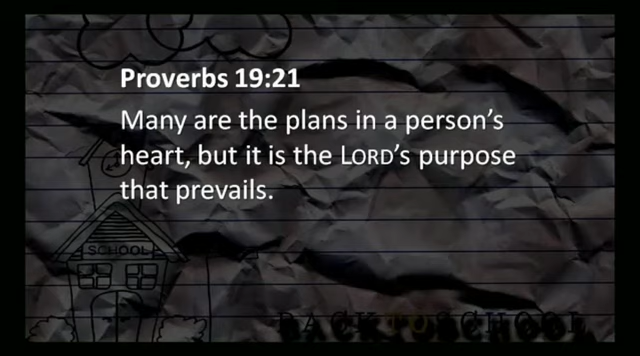 Proverbs 19:21
Many are the plans in a person's
heart, but it is the LORD's purpose
that prevails.
SCHOOL
BACK TO SCHOOL